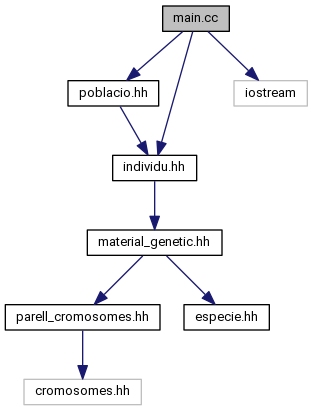 main.cc
poblacio.hh
iostream
individu.hh
material_genetic.hh
parell_cromosomes.hh
especie.hh
cromosomes.hh